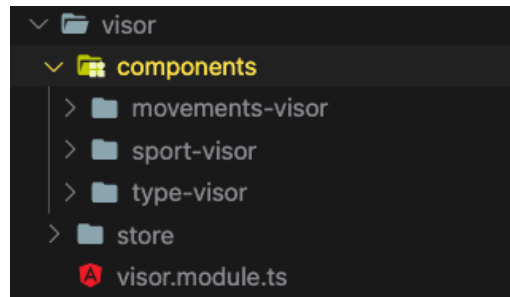 visor
components
movements-visor
sport-visor
type-visor
store
visor.module.ts